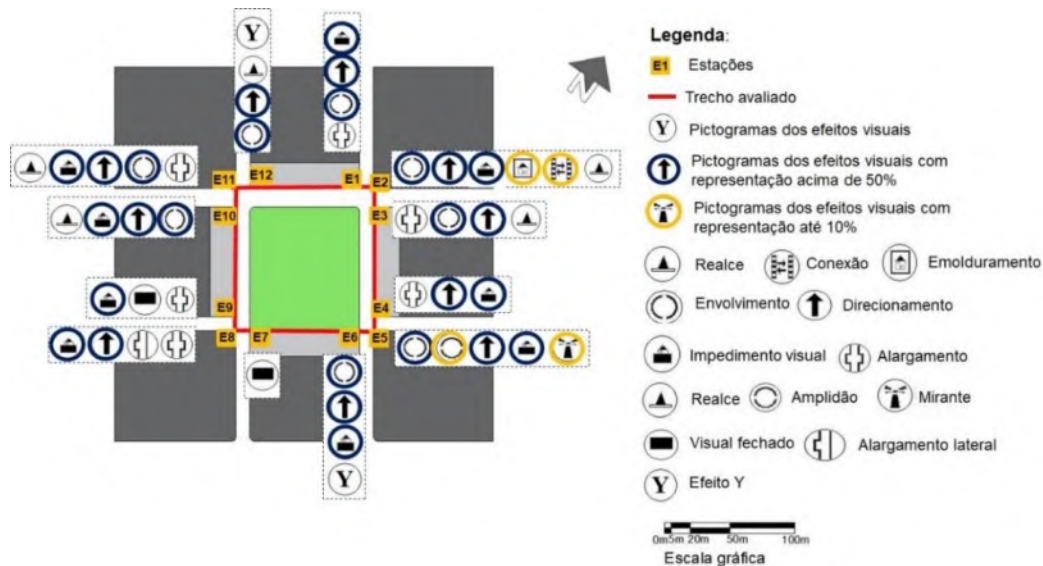 Legenda:
E1 Estações
Trecho avaliado
Y Pictogramas dos efeitos visuais
Pictogramas dos efeitos visuais com
representação acima de 50%
Pictogramas dos efeitos visuais com
representação até 10%
Realce Conexão Emolduramento
Envolvimento Direcionamento
Impedimento visual Alargamento
Realce Amplidão Mirante
Visual fechado Alargamento lateral
Y Efeito Y
0m5m 20m 50m 100m
Escala gráfica
Y
N
E11 E12 E1 E2
E10 E3
E9 E4
E8 E7 E6 E5
Y